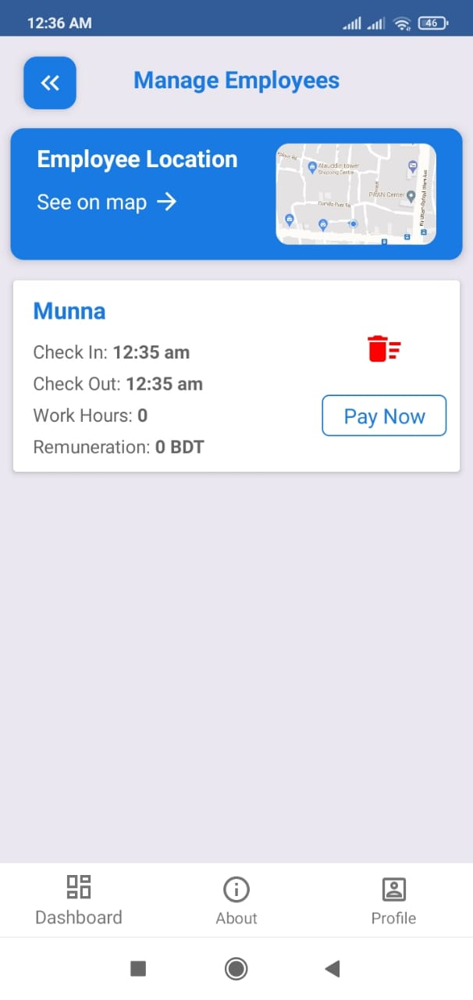 12:36 AM
46
Manage Employees
Employee Location
See on map
Alauddin tower
Shopping Centre
PRAN Center
Munna
Check In: 12:35 am
Check Out: 12:35 am
Work Hours: 0
Pay Now
Remuneration: 0 BDT
Dashboard
About
Profile